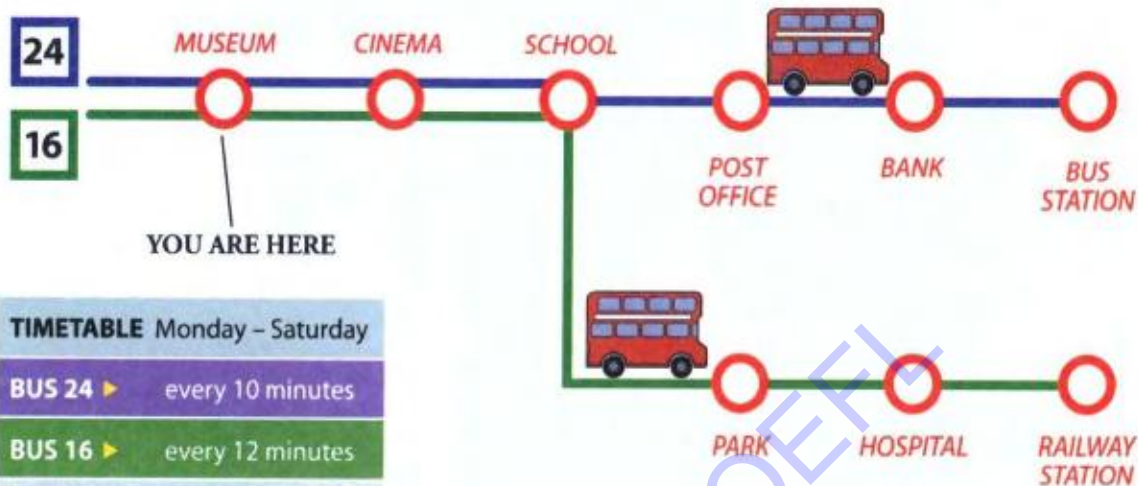 24
MUSEUM
CINEMA
SCHOOL
16
POST
OFFICE
BANK
BUS
STATION
YOU ARE HERE
TIMETABLE Monday – Saturday
BUS 24 ► every 10 minutes
BUS 16 ► every 12 minutes
PARK
HOSPITAL
RAILWAY
STATION
OEFL